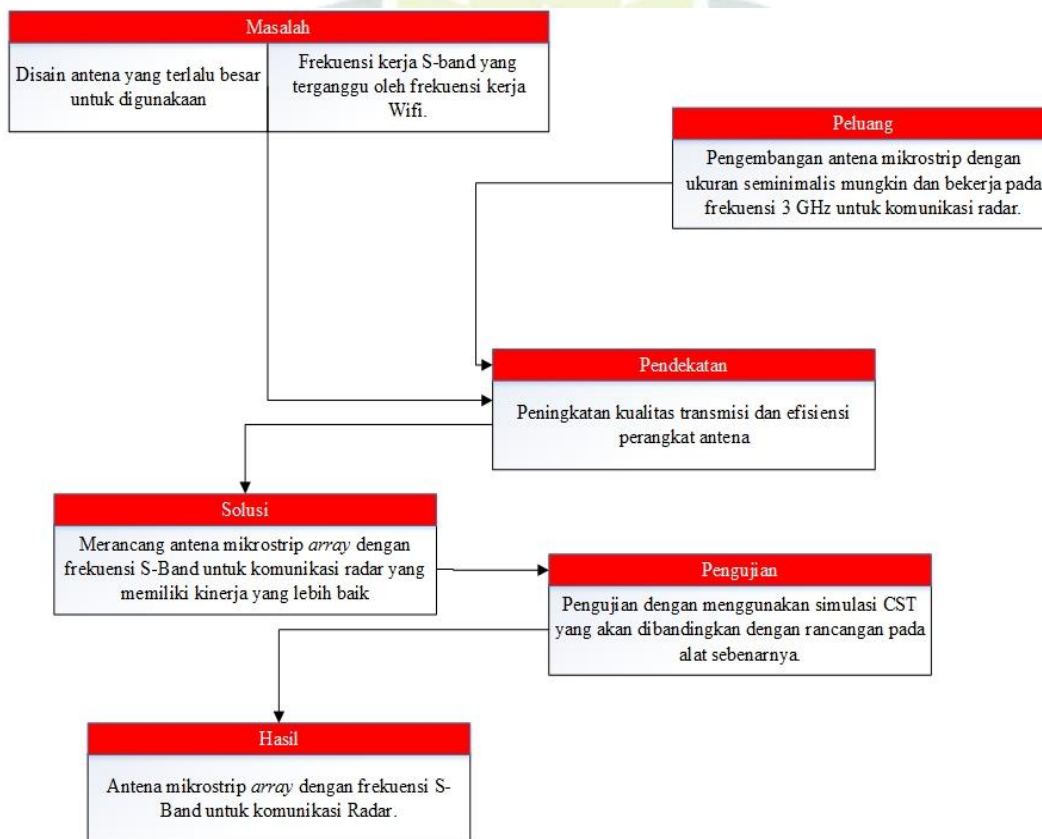 Masalah
Disain antena yang terlalu besar
untuk digunakaan
Frekuensi kerja S-band yang
terganggu oleh frekuensi kerja
Wifi.
Peluang
Pengembangan antena mikrostrip dengan
ukuran seminimalis mungkin dan bekerja pada
frekuensi 3 GHz untuk komunikasi radar.
Pendekatan
Peningkatan kualitas transmisi dan efisiensi
perangkat antena
Solusi
Merancang antena mikrostrip array dengan
frekuensi S-Band untuk komunikasi radar yang
memiliki kinerja yang lebih baik
Pengujian
Pengujian dengan menggunakan simulasi CST
yang akan dibandingkan dengan rancangan pada
alat sebenarnya.
Hasil
Antena mikrostrip array dengan frekuensi S-
Band untuk komunikasi Radar.